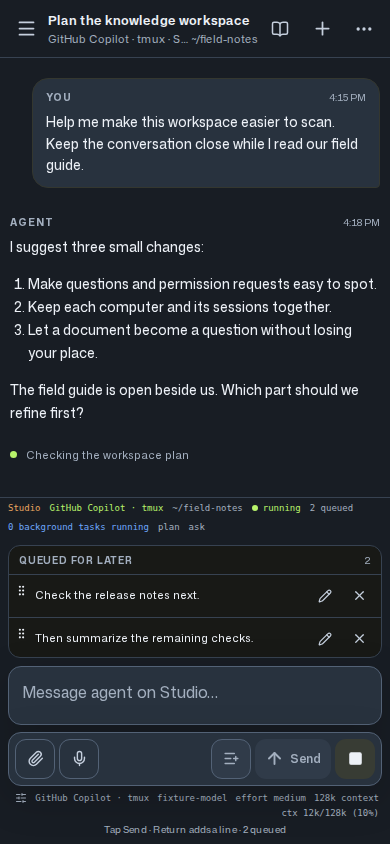 Plan the knowledge workspace
GitHub Copilot · tmux · S... ~/field-notes
YOU 4:15 PM
Help me make this workspace easier to scan.
Keep the conversation close while I read our field
guide.
AGENT 4:18 PM
I suggest three small changes:
1. Make questions and permission requests easy to spot.
2. Keep each computer and its sessions together.
3. Let a document become a question without losing
your place.
The field guide is open beside us. Which part should we
refine first?
Checking the workspace plan
Studio GitHub Copilot · tmux ~/field-notes running 2 queued
0 background tasks running plan ask
QUEUED FOR LATER 2
Check the release notes next.
Then summarize the remaining checks.
Message agent on Studio...
Send
GitHub Copilot · tmux fixture-model effort medium 128k context
ctx 12k/128k (10%)
Tap Send · Return adds a line · 2 queued